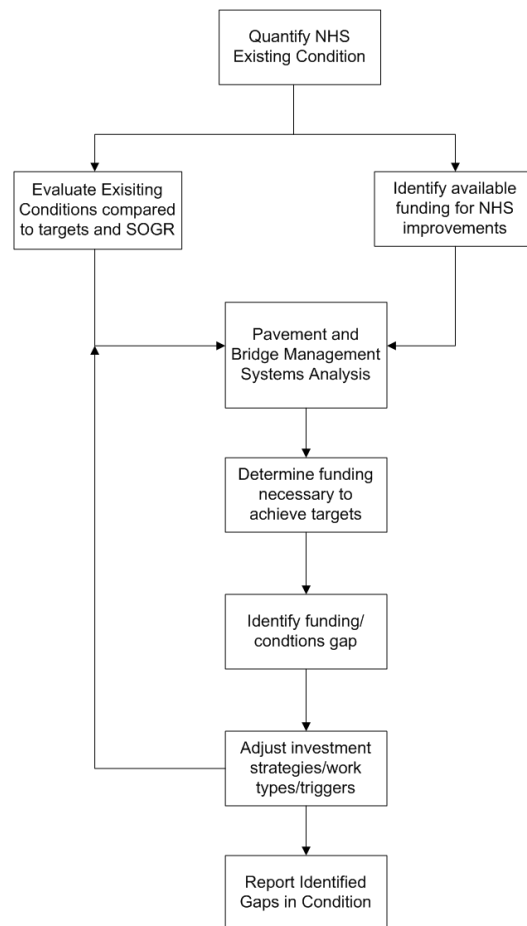 Quantify NHS
Existing Condition
Evaluate Exisiting
Conditions compared
to targets and SOGR
Identify available
funding for NHS
improvements
Pavement and
Bridge Management
Systems Analysis
Determine funding
necessary to
achieve targets
Identify funding/
condtions gap
Adjust investment
strategies/work
types/triggers
Report Identified
Gaps in Condition